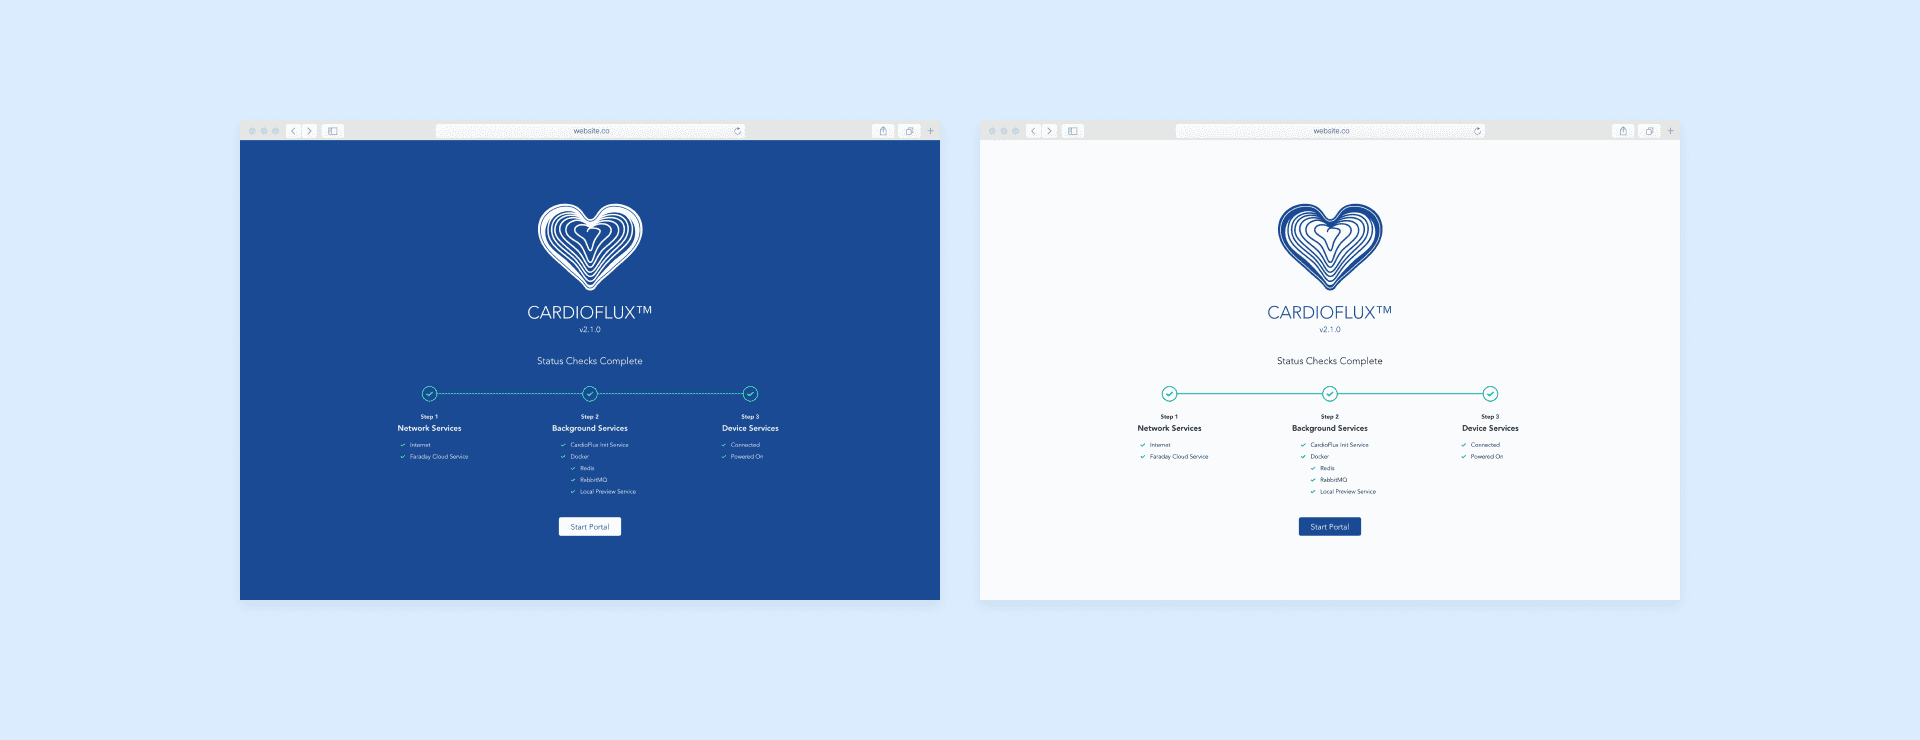 website.co
CARDIOFLUX™
v2.1.0
Status Checks Complete
Step 1
Network Services
Internet
Faraday Cloud Service
Step 2
Background Services
CardioFlux Init Service
Docker
Redis
RabbitMQ
Local Preview Service
Step 3
Device Services
Connected
Powered On
Start Portal
website.co
CARDIOFLUX™
v2.1.0
Status Checks Complete
Step 1
Network Services
Internet
Faraday Cloud Service
Step 2
Background Services
CardioFlux Init Service
Docker
Redis
RabbitMQ
Local Preview Service
Step 3
Device Services
Connected
Powered On
Start Portal